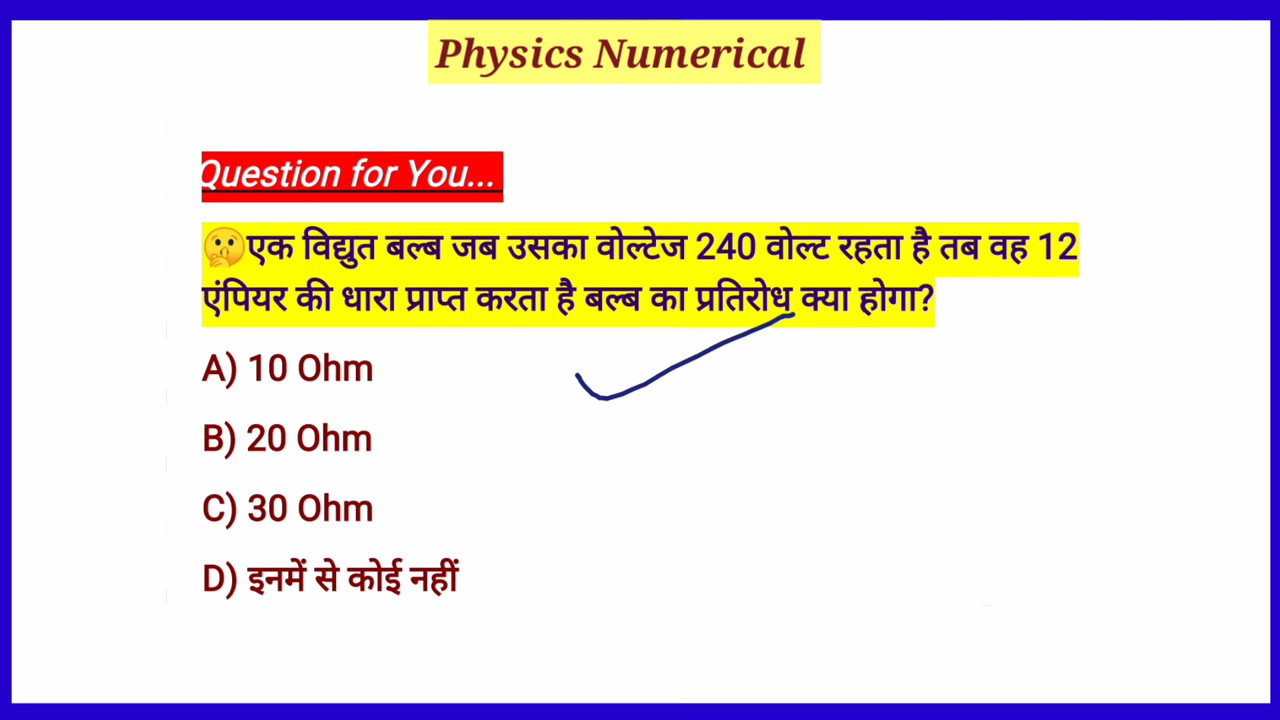 Physics Numerical
Question for You...
🤫एक विद्युत बल्ब जब उसका वोल्टेज 240 वोल्ट रहता है तब वह 12
एंपियर की धारा प्राप्त करता है बल्ब का प्रतिरोध क्या होगा?
A) 10 Ohm
B) 20 Ohm
C) 30 Ohm
D) इनमें से कोई नहीं